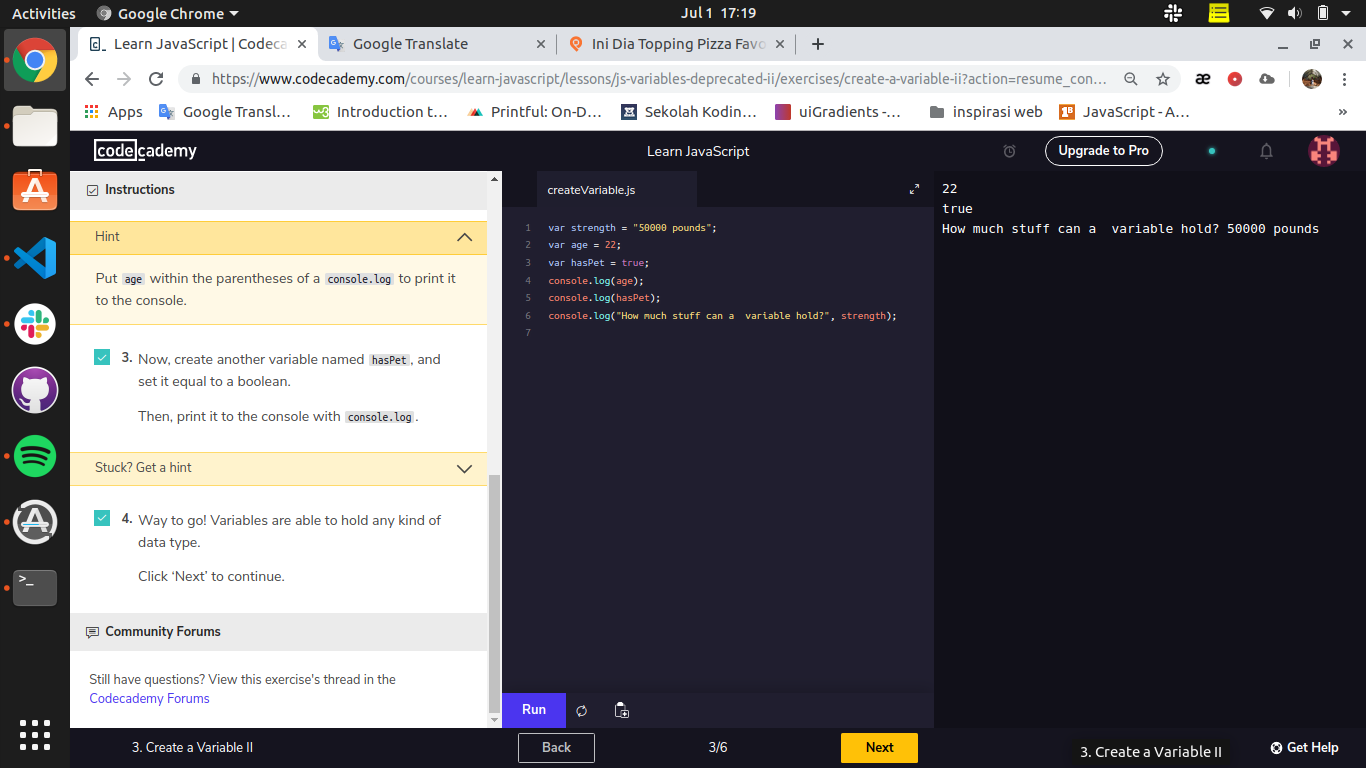 Activities
Google Chrome
Jul 1 17:19
Learn JavaScript | Codeca
Google Translate
Ini Dia Topping Pizza Favo
https://www.codecademy.com/courses/learn-javascript/lessons/js-variables-deprecated-ii/exercises/create-a-variable-ii?action=resume_con...
Apps
Google Transl...
Introduction t...
Printful: On-D...
Sekolah Kodin...
uiGradients -...
inspirasi web
JavaScript - A...
»
codecademy
Learn JavaScript
Upgrade to Pro
Instructions
Hint
Put age within the parentheses of a console.log to print it
to the console.
3. Now, create another variable named hasPet, and
set it equal to a boolean.
Then, print it to the console with console.log.
Stuck? Get a hint
4. Way to go! Variables are able to hold any kind of
data type.
Click ‘Next’ to continue.
Community Forums
Still have questions? View this exercise's thread in the
Codecademy Forums
createVariable.js
1 var strength = "50000 pounds";
2 var age = 22;
3 var hasPet = true;
4 console.log(age);
5 console.log(hasPet);
6 console.log("How much stuff can a  variable hold?", strength);
7
Run
22
true
How much stuff can a  variable hold? 50000 pounds
3. Create a Variable II
Back
3/6
Next
3. Create a Variable II
Get Help